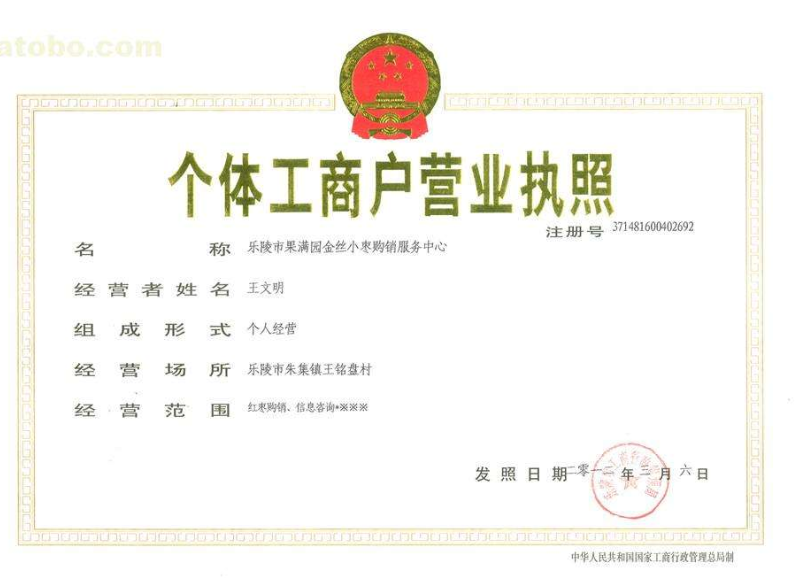 atobo.com
个体工商户营业执照
注册号 371481600402692
名称 乐陵市果满园金丝小枣购销服务中心
经营者姓名 王文明
组成形式 个人经营
经营场所 乐陵市朱集镇王铭盘村
经营范围 红枣购销、信息咨询*※※※
发照日期 二零一二年三月六日
中华人民共和国国家工商行政管理总局制